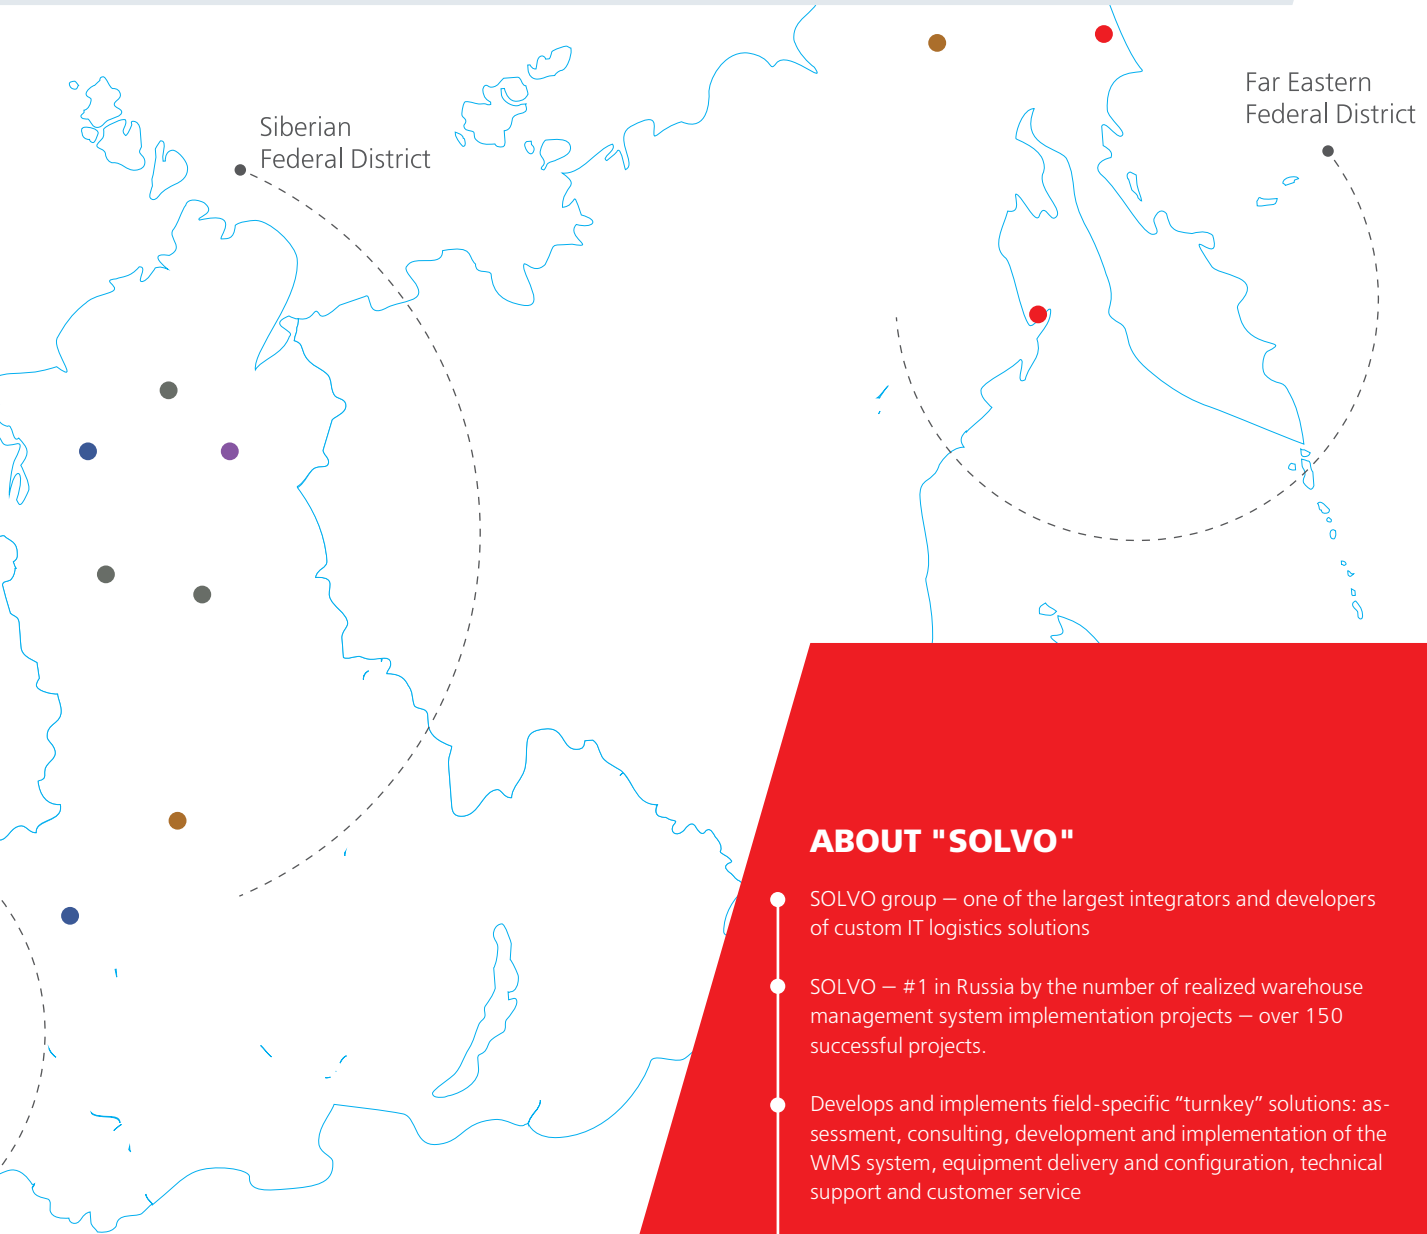 Siberian
Federal District
Far Eastern
Federal District
ABOUT "SOLVO"
SOLVO group — one of the largest integrators and developers
of custom IT logistics solutions
SOLVO — #1 in Russia by the number of realized warehouse
management system implementation projects — over 150
successful projects.
Develops and implements field-specific “turnkey” solutions: as-
sessment, consulting, development and implementation of the
WMS system, equipment delivery and configuration, technical
support and customer service